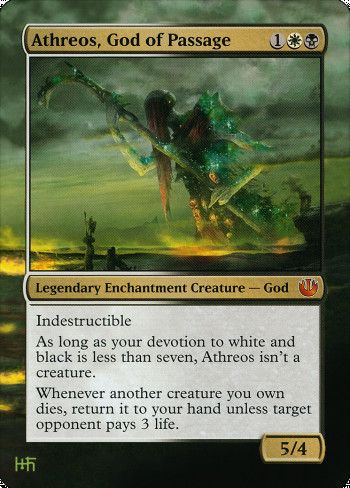 Athreos, God of Passage 1
Legendary Enchantment Creature — God
Indestructible
As long as your devotion to white and
black is less than seven, Athreos isn't a
creature.
Whenever another creature you own
dies, return it to your hand unless target
opponent pays 3 life.
5/4